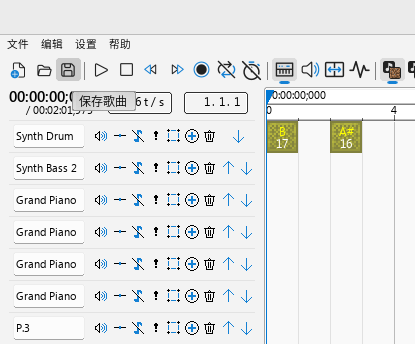 文件 编辑 设置 帮助
保存歌曲
00:00:00;0
6t/s
1.1.1
00:00:00;000
/ 00:02:01;973
0 4
Synth Drum
B
17
A#
16
Synth Bass 2
Grand Piano
Grand Piano
Grand Piano
Grand Piano
P.3